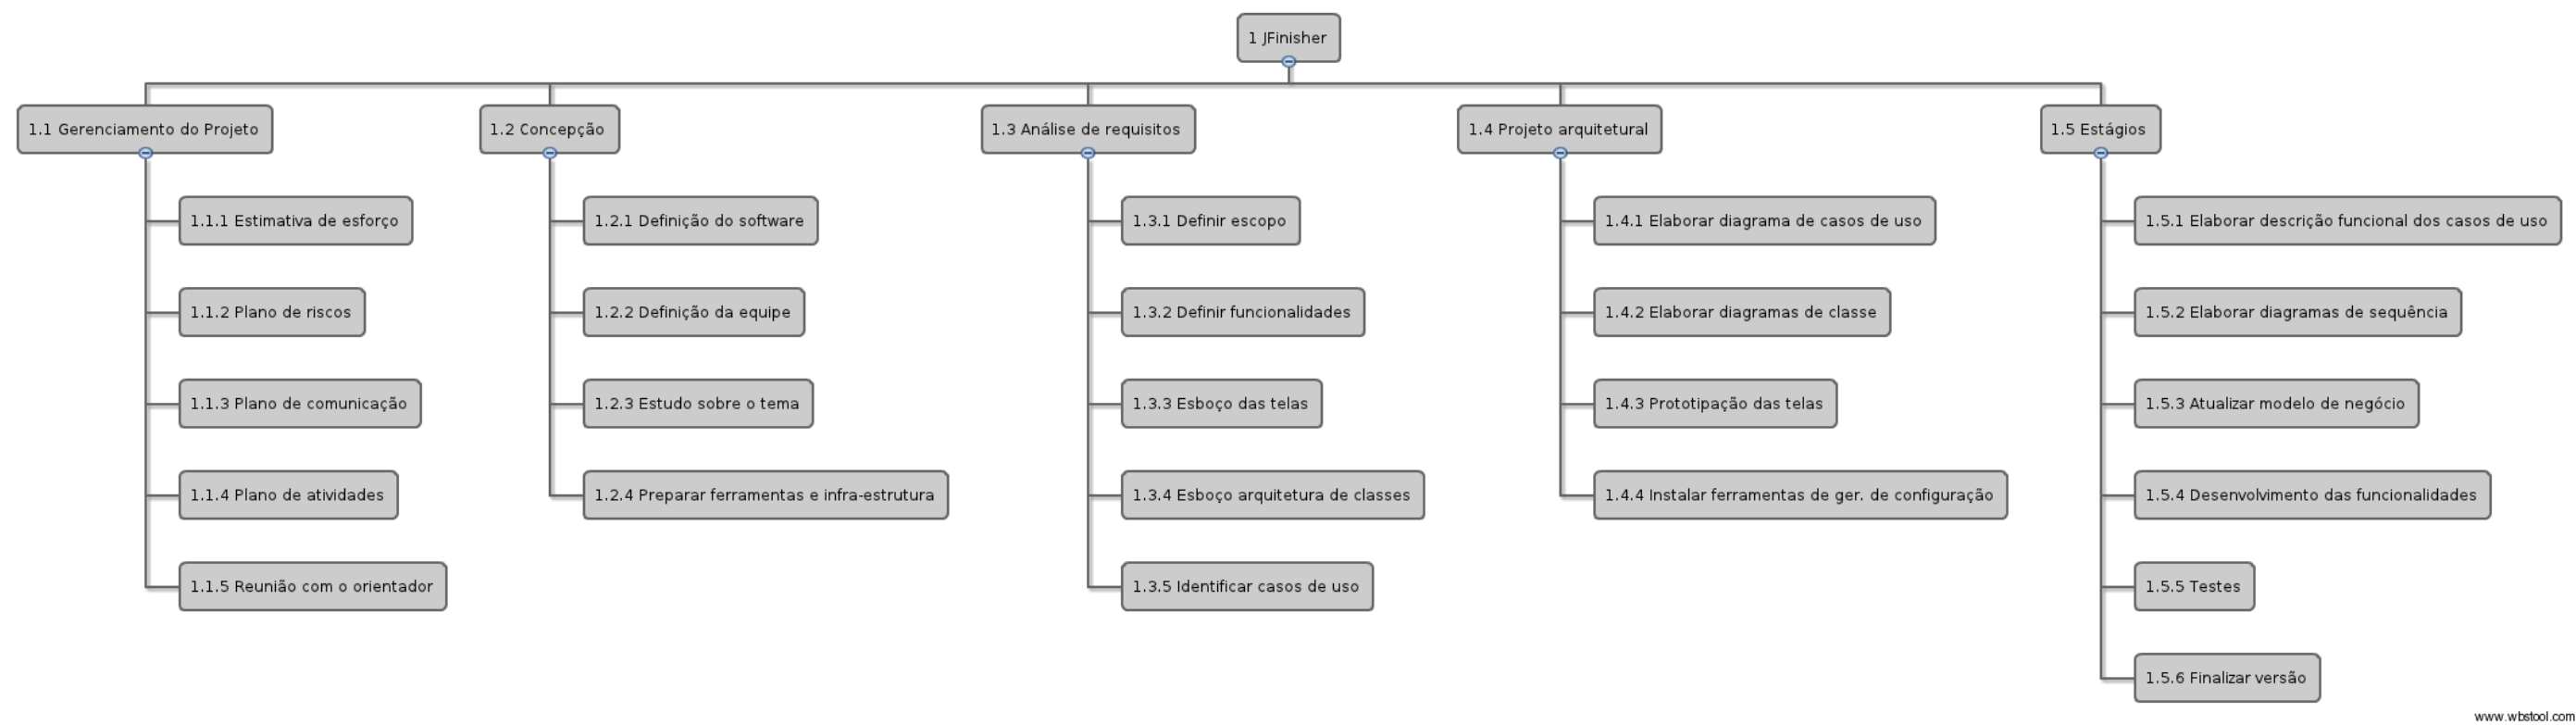 1 JFinisher
1.1 Gerenciamento do Projeto
1.1.1 Estimativa de esforço
1.1.2 Plano de riscos
1.1.3 Plano de comunicação
1.1.4 Plano de atividades
1.1.5 Reunião com o orientador
1.2 Concepção
1.2.1 Definição do software
1.2.2 Definição da equipe
1.2.3 Estudo sobre o tema
1.2.4 Preparar ferramentas e infra-estrutura
1.3 Análise de requisitos
1.3.1 Definir escopo
1.3.2 Definir funcionalidades
1.3.3 Esboço das telas
1.3.4 Esboço arquitetura de classes
1.3.5 Identificar casos de uso
1.4 Projeto arquitetural
1.4.1 Elaborar diagrama de casos de uso
1.4.2 Elaborar diagramas de classe
1.4.3 Prototipação das telas
1.4.4 Instalar ferramentas de ger. de configuração
1.5 Estágios
1.5.1 Elaborar descrição funcional dos casos de uso
1.5.2 Elaborar diagramas de sequência
1.5.3 Atualizar modelo de negócio
1.5.4 Desenvolvimento das funcionalidades
1.5.5 Testes
1.5.6 Finalizar versão
www.wbstool.com